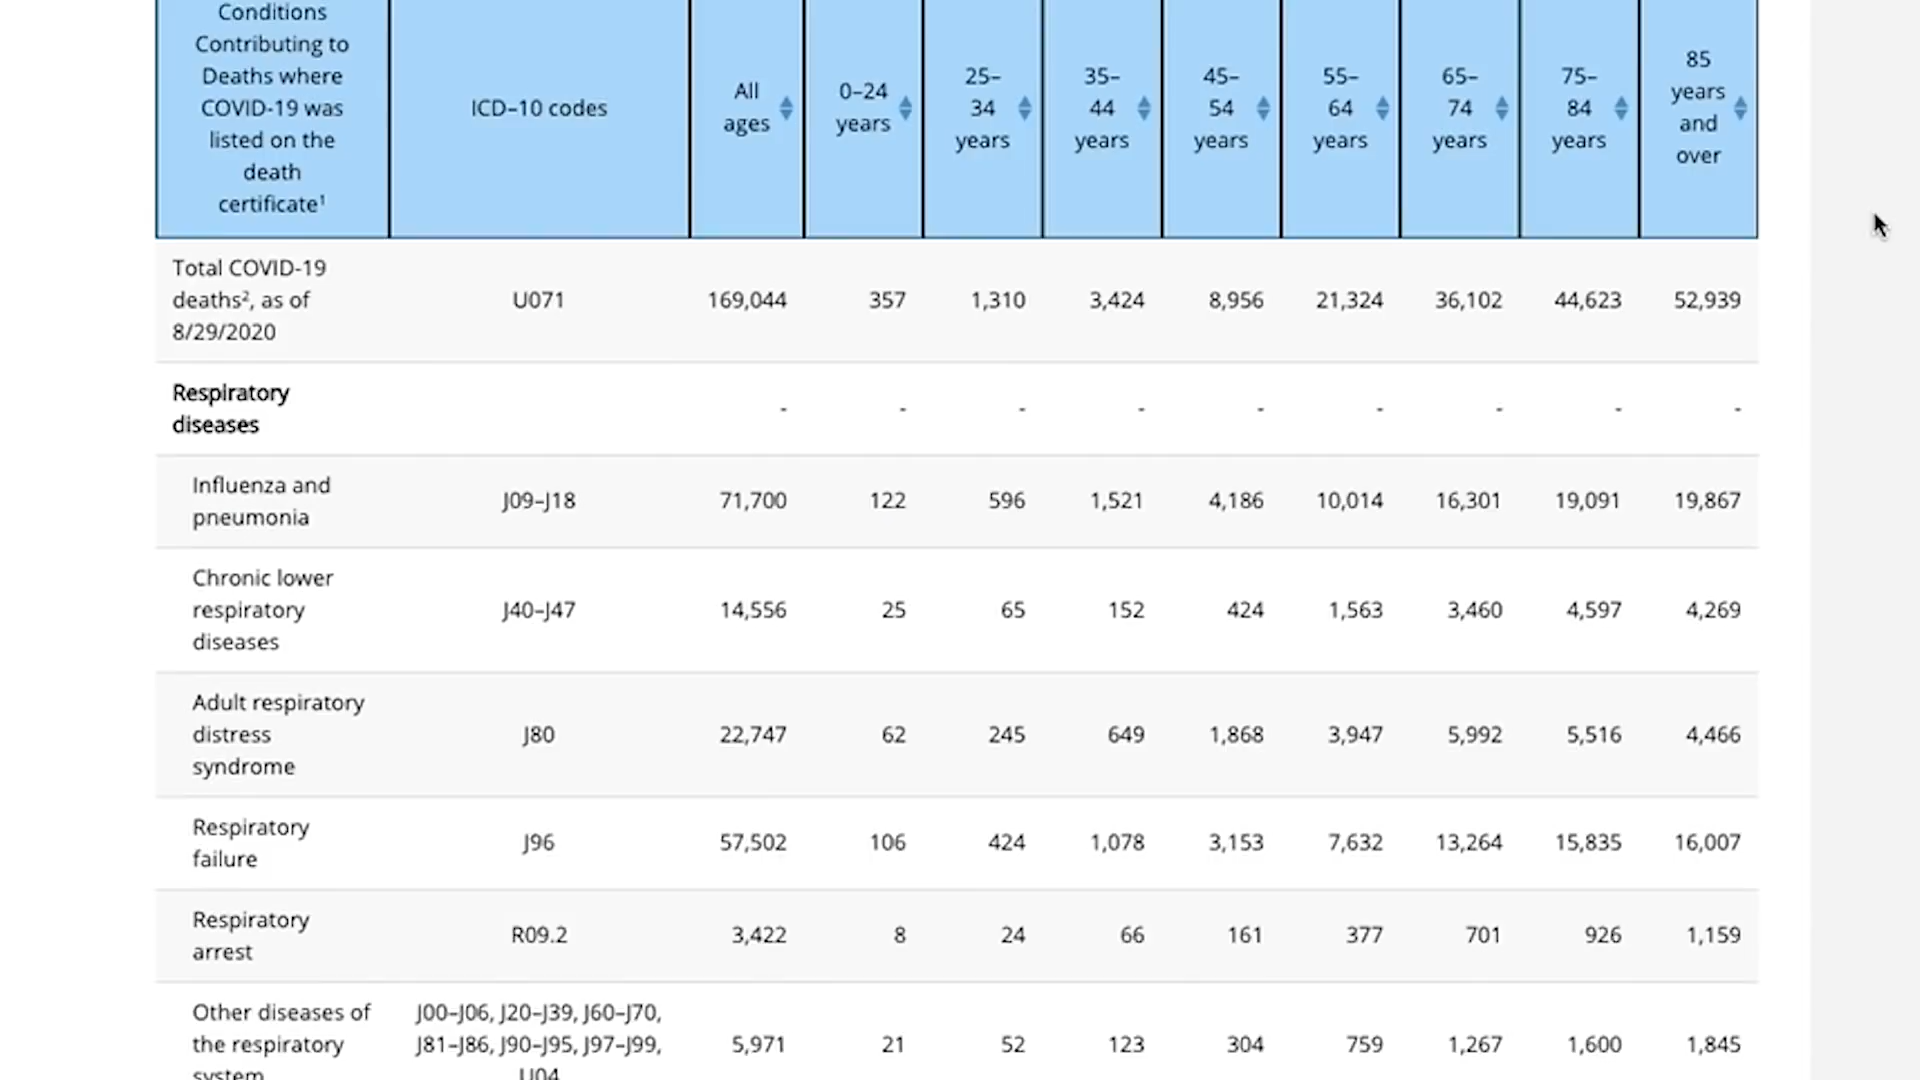 Conditions
Contributing to
Deaths where
COVID-19 was
listed on the
death
certificate¹
ICD–10 codes
All
ages
0–24
years
25–
34
years
35–
44
years
45–
54
years
55–
64
years
65–
74
years
75–
84
years
85
years
and
over
Total COVID-19
deaths², as of
8/29/2020
U071 169,044 357 1,310 3,424 8,956 21,324 36,102 44,623 52,939
Respiratory
diseases
- - - - - - - - -
Influenza and
pneumonia
J09–J18 71,700 122 596 1,521 4,186 10,014 16,301 19,091 19,867
Chronic lower
respiratory
diseases
J40–J47 14,556 25 65 152 424 1,563 3,460 4,597 4,269
Adult respiratory
distress
syndrome
J80 22,747 62 245 649 1,868 3,947 5,992 5,516 4,466
Respiratory
failure
J96 57,502 106 424 1,078 3,153 7,632 13,264 15,835 16,007
Respiratory
arrest
R09.2 3,422 8 24 66 161 377 701 926 1,159
Other diseases of
the respiratory
system
J00–J06, J20–J39, J60–J70,
J81–J86, J90–J95, J97–J99,
U04
5,971 21 52 123 304 759 1,267 1,600 1,845